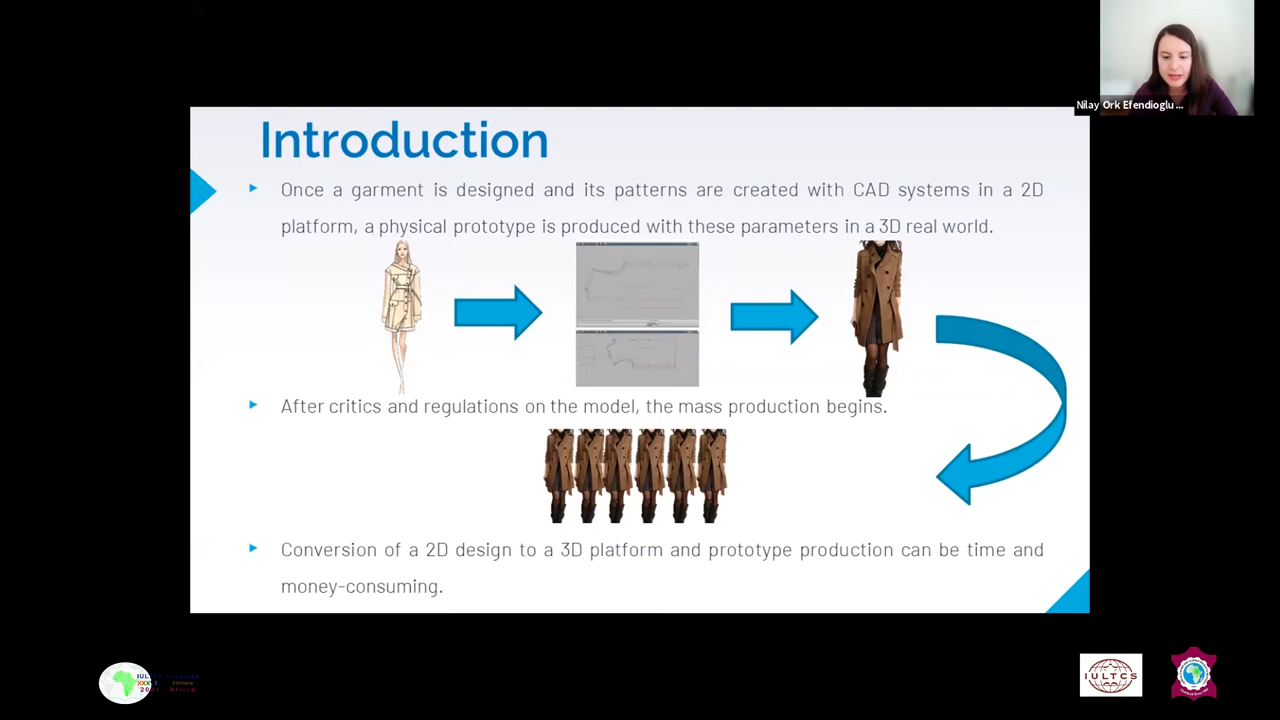 Nilay Ork Efendioglu ...
Introduction
Once a garment is designed and its patterns are created with CAD systems in a 2D
platform, a physical prototype is produced with these parameters in a 3D real world.
After critics and regulations on the model, the mass production begins.
Conversion of a 2D design to a 3D platform and prototype production can be time and
money-consuming.
IULTCS